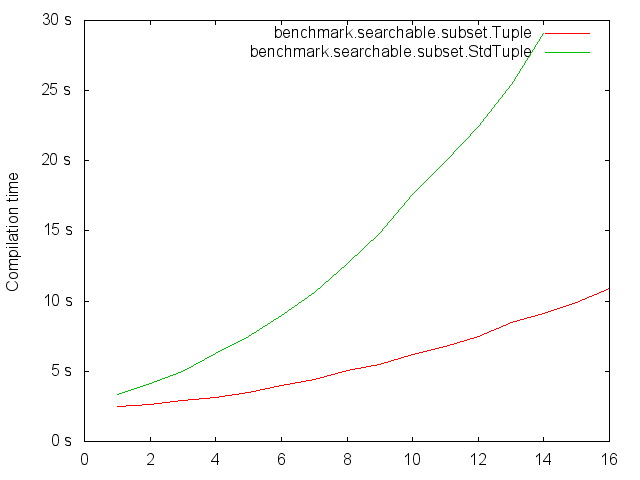 30 s
benchmark.searchable.subset.Tuple
benchmark.searchable.subset.StdTuple
25 s
20 s
Compilation time
15 s
10 s
5 s
0 s
0 2 4 6 8 10 12 14 16